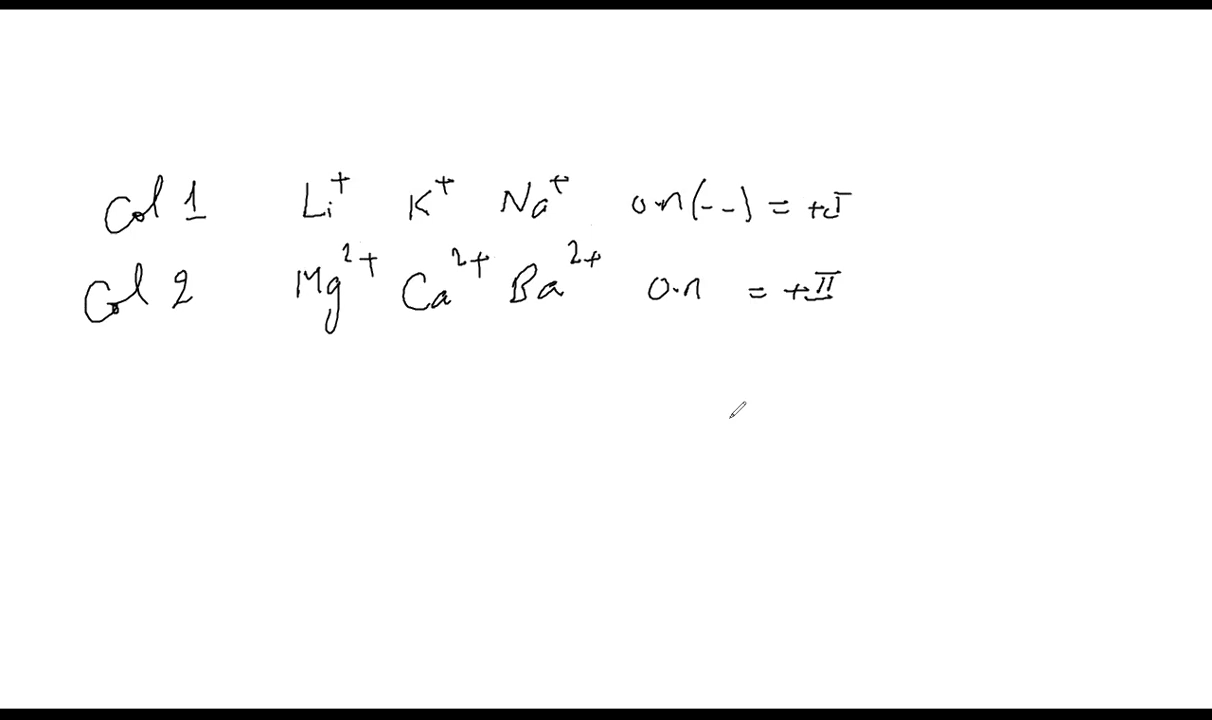 Col 1 Li⁺ K⁺ Na⁺ o.n(--) = +I
Col 2 Mg²⁺ Ca²⁺ Ba²⁺ o.n = +II